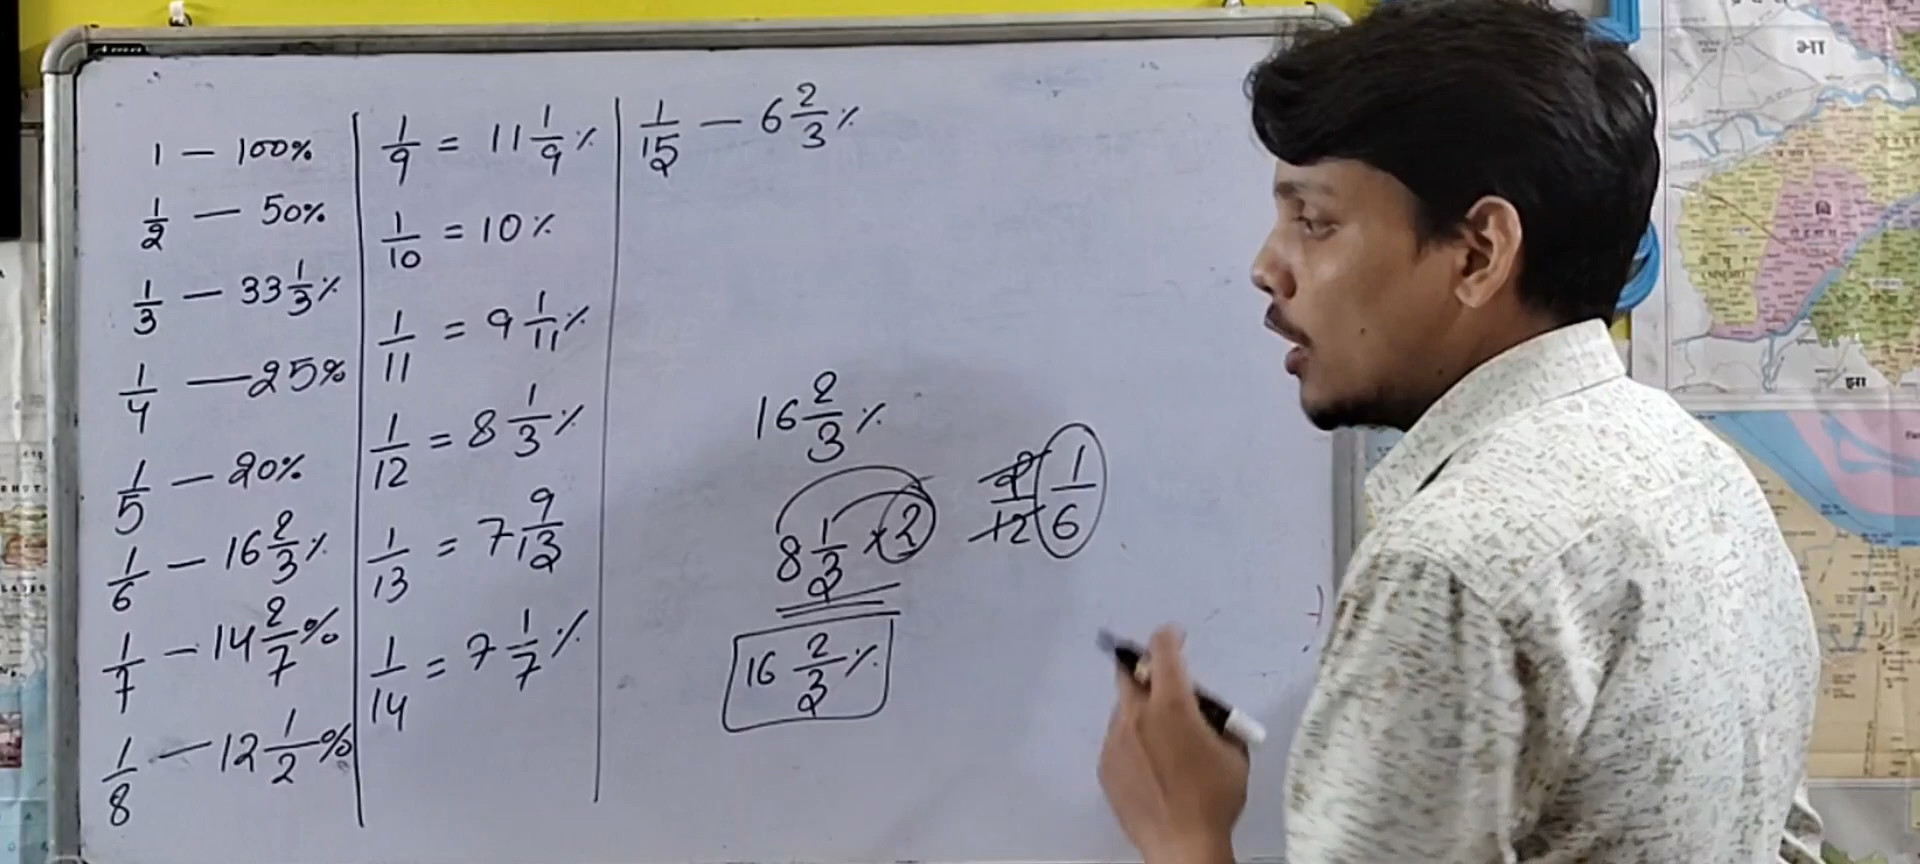 1 — 100%
1/2 — 50%
1/3 — 33 1/3 %
1/4 — 25%
1/5 — 20%
1/6 — 16 2/3 %
1/7 — 14 2/7 %
1/8 — 12 1/2 %
1/9 = 11 1/9 %
1/10 = 10 %
1/11 = 9 1/11 %
1/12 = 8 1/3 %
1/13 = 7 9/13
1/14 = 7 1/7 %
1/15 — 6 2/3 %
16 2/3 %
8 1/3 × 2
2/12 1/6
16 2/3 %
भा
झा